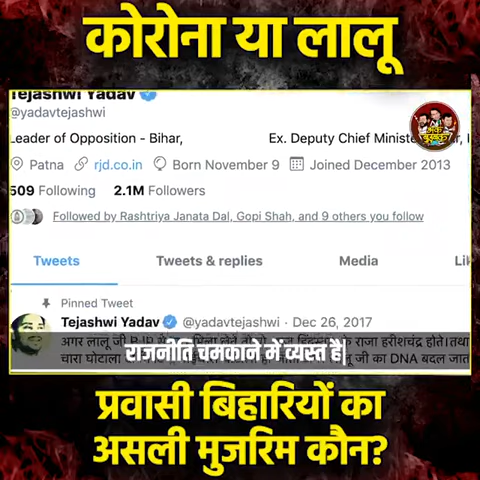 कोरोना या लालू
Tejashwi Yadav
@yadavtejashwi
Leader of Opposition - Bihar,
Ex. Deputy Chief Ministe
Patna
rjd.co.in
Born November 9
Joined December 2013
509 Following 2.1M Followers
Followed by Rashtriya Janata Dal, Gopi Shah, and 9 others you follow
Tweets Tweets & replies Media Lik
Pinned Tweet
Tejashwi Yadav @yadavtejashwi · Dec 26, 2017
अगर लालू जी राजा हरीशचंद्र होते।तथा
चारा घोटाला लू जी का DNA बदल जात
राजनीति चमकाने में व्यस्त है|
प्रवासी बिहारियों का
असली मुजरिम कौन?